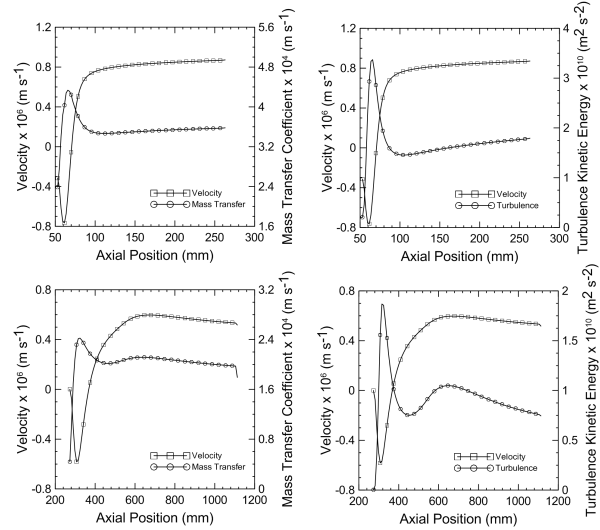 Velocity x 10⁶ (m s⁻¹)
1.2
0.8
0.4
0
-0.4
-0.8
50 100 150 200 250 300
Axial Position (mm)
Velocity
Mass Transfer
5.6
4.8
4
3.2
2.4
1.6
Mass Transfer Coefficient x 10⁴ (m s⁻¹)
Velocity x 10⁶ (m s⁻¹)
1.2
0.8
0.4
0
-0.4
-0.8
50 100 150 200 250 300
Axial Position (mm)
Velocity
Turbulence
4
3
2
1
0
Turbulence Kinetic Energy x 10¹⁰ (m² s⁻²)
Velocity x 10⁶ (m s⁻¹)
0.8
0.4
0
-0.4
-0.8
200 400 600 800 1000 1200
Axial Position (mm)
Velocity
Mass Transfer
3.2
2.4
1.6
0.8
0
Mass Transfer Coefficient x 10⁴ (m s⁻¹)
Velocity x 10⁶ (m s⁻¹)
0.8
0.4
0
-0.4
-0.8
200 400 600 800 1000 1200
Axial Position (mm)
Velocity
Turbulence
2
1.5
1
0.5
0
Turbulence Kinetic Energy x 10¹⁰ (m² s⁻²)